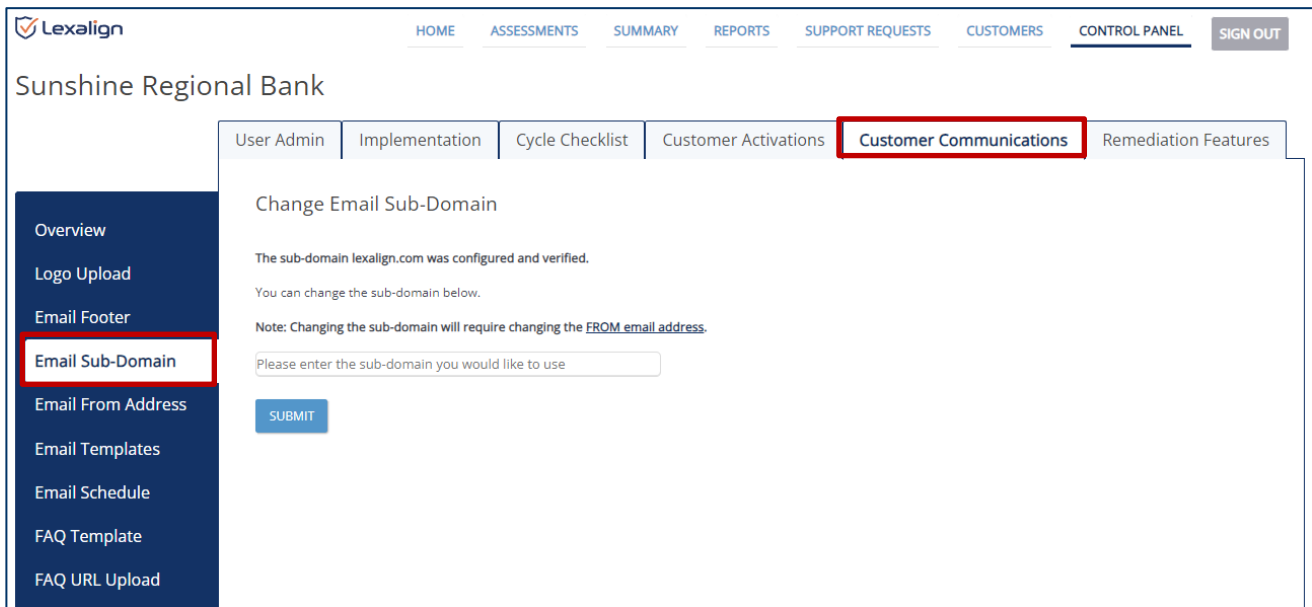 Lexalign
HOME ASSESSMENTS SUMMARY REPORTS SUPPORT REQUESTS CUSTOMERS CONTROL PANEL SIGN OUT
Sunshine Regional Bank
User Admin Implementation Cycle Checklist Customer Activations Customer Communications Remediation Features
Overview
Logo Upload
Email Footer
Email Sub-Domain
Email From Address
Email Templates
Email Schedule
FAQ Template
FAQ URL Upload
Change Email Sub-Domain
The sub-domain lexalign.com was configured and verified.
You can change the sub-domain below.
Note: Changing the sub-domain will require changing the FROM email address.
Please enter the sub-domain you would like to use
SUBMIT